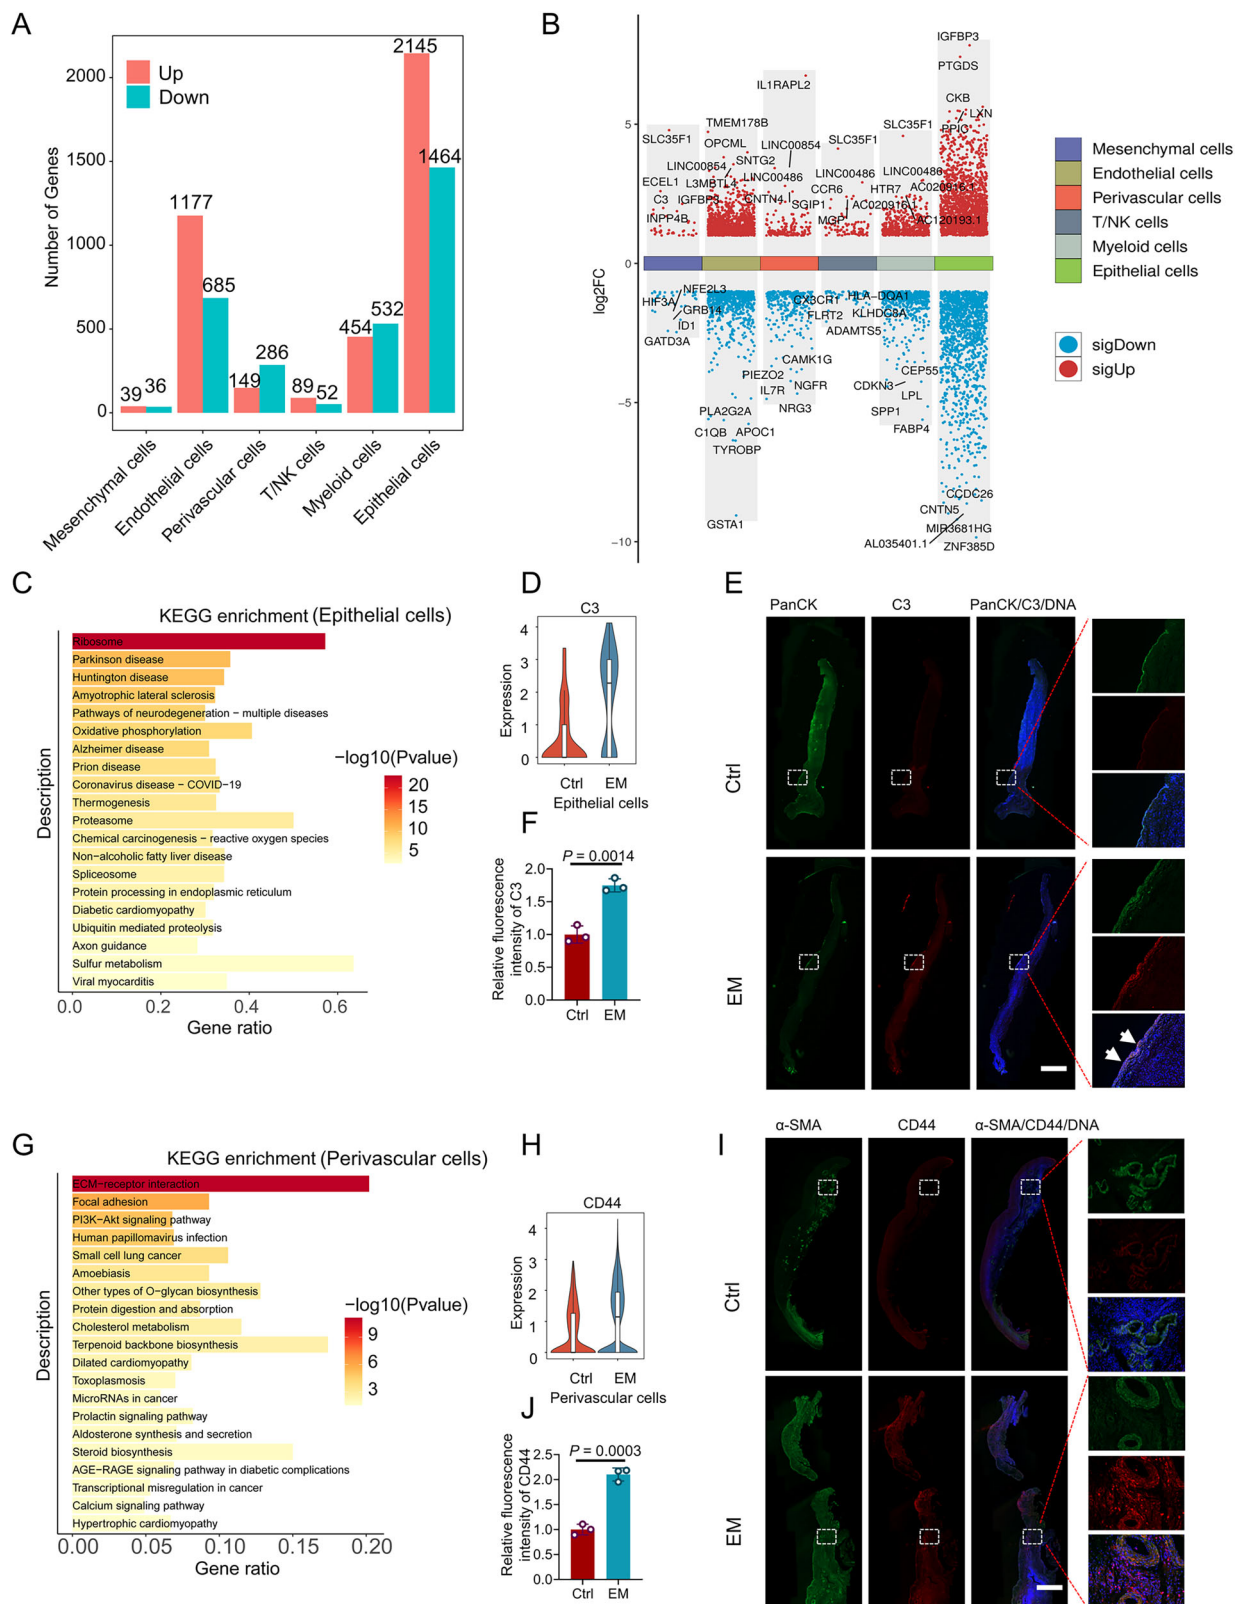 A
Number of Genes
2000
1500
1000
500
0
Up
Down
39
36
1177
685
149
286
89
52
454
532
2145
1464
Mesenchymal cells
Endothelial cells
Perivascular cells
T/NK cells
Myeloid cells
Epithelial cells
B
log2FC
5
0
−5
−10
SLC35F1
ECEL1
C3
INPP4B
TMEM178B
OPCML
SNTG2
LINC00854
L3MBTL4
IGFBP3
IL1RAPL2
LINC00854
LINC00486
CNTN4
SGIP1
SLC35F1
LINC00486
CCR6
MGP
AC020916.1
SLC35F1
LINC00486
HTR7
AC020916.1
AC120193.1
IGFBP3
PTGDS
CKB
LXN
PPIC
NFE2L3
HIF3A
GRB14
ID1
GATD3A
PLA2G2A
C1QB
APOC1
TYROBP
GSTA1
CAMK1G
PIEZO2
IL7R
NGFR
NRG3
CX3CR1
HLA−DQA1
FLRT2
KLHDC8A
ADAMTS5
CEP55
CDKN3
LPL
SPP1
FABP4
CCDC26
CNTN5
MIR3681HG
AL035401.1
ZNF385D
Mesenchymal cells
Endothelial cells
Perivascular cells
T/NK cells
Myeloid cells
Epithelial cells
sigDown
sigUp
C
KEGG enrichment (Epithelial cells)
Description
Ribosome
Parkinson disease
Huntington disease
Amyotrophic lateral sclerosis
Pathways of neurodegeneration − multiple diseases
Oxidative phosphorylation
Alzheimer disease
Prion disease
Coronavirus disease − COVID−19
Thermogenesis
Proteasome
Chemical carcinogenesis − reactive oxygen species
Non−alcoholic fatty liver disease
Spliceosome
Protein processing in endoplasmic reticulum
Diabetic cardiomyopathy
Ubiquitin mediated proteolysis
Axon guidance
Sulfur metabolism
Viral myocarditis
0.0 0.2 0.4 0.6
Gene ratio
−log10(Pvalue)
20
15
10
5
D
C3
Expression
4
3
2
1
0
Ctrl EM
Epithelial cells
E
PanCK C3 PanCK/C3/DNA
Ctrl
EM
F
P = 0.0014
Relative fluorescence
intensity of C3
2.0
1.5
1.0
0.5
0.0
Ctrl EM
G
KEGG enrichment (Perivascular cells)
Description
ECM−receptor interaction
Focal adhesion
PI3K−Akt signaling pathway
Human papillomavirus infection
Small cell lung cancer
Amoebiasis
Other types of O−glycan biosynthesis
Protein digestion and absorption
Cholesterol metabolism
Terpenoid backbone biosynthesis
Dilated cardiomyopathy
Toxoplasmosis
MicroRNAs in cancer
Prolactin signaling pathway
Aldosterone synthesis and secretion
Steroid biosynthesis
AGE−RAGE signaling pathway in diabetic complications
Transcriptional misregulation in cancer
Calcium signaling pathway
Hypertrophic cardiomyopathy
0.00 0.05 0.10 0.15 0.20
Gene ratio
−log10(Pvalue)
9
6
3
H
CD44
Expression
4
3
2
1
0
Ctrl EM
Perivascular cells
I
α-SMA CD44 α-SMA/CD44/DNA
Ctrl
EM
J
P = 0.0003
Relative fluorescence
intensity of CD44
2.5
2.0
1.5
1.0
0.5
0.0
Ctrl EM